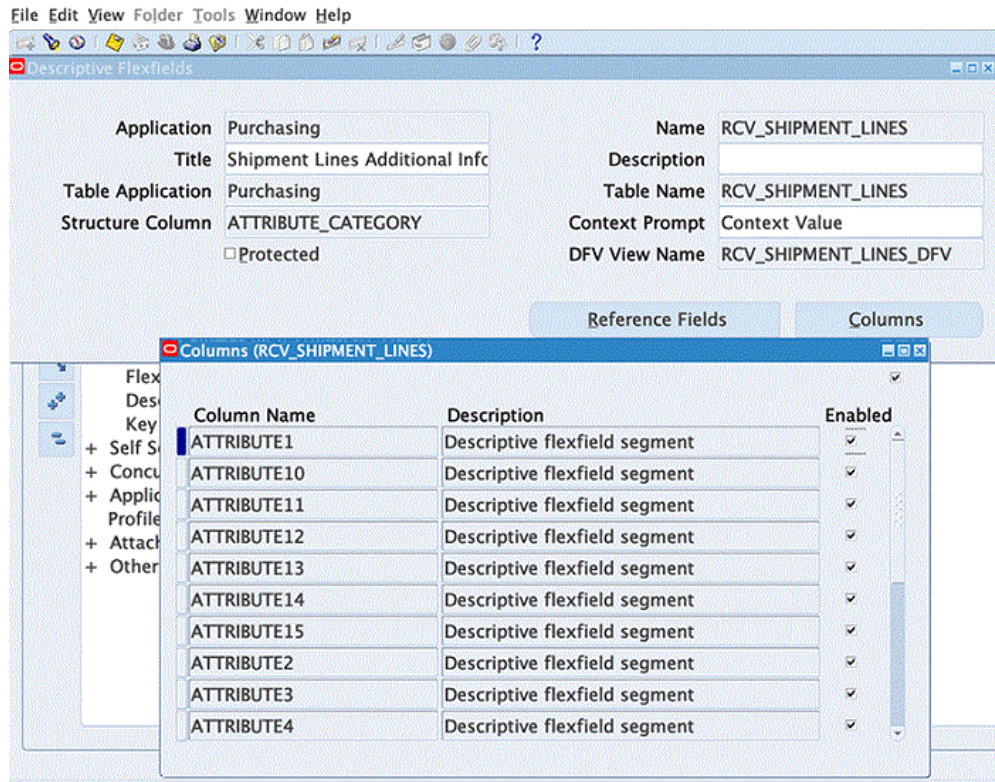 File Edit View Folder Tools Window Help
Descriptive Flexfields
Application Purchasing Name RCV_SHIPMENT_LINES
Title Shipment Lines Additional Info Description
Table Application Purchasing Table Name RCV_SHIPMENT_LINES
Structure Column ATTRIBUTE_CATEGORY Context Prompt Context Value
Protected DFV View Name RCV_SHIPMENT_LINES_DFV
Reference Fields Columns
Columns (RCV_SHIPMENT_LINES)
Flex
Des
Column Name Description Enabled
Key
ATTRIBUTE1 Descriptive flexfield segment
+ Self S
+ Concu ATTRIBUTE10 Descriptive flexfield segment
+ Applic ATTRIBUTE11 Descriptive flexfield segment
Profile
ATTRIBUTE12 Descriptive flexfield segment
+ Attach
+ Other ATTRIBUTE13 Descriptive flexfield segment
ATTRIBUTE14 Descriptive flexfield segment
ATTRIBUTE15 Descriptive flexfield segment
ATTRIBUTE2 Descriptive flexfield segment
ATTRIBUTE3 Descriptive flexfield segment
ATTRIBUTE4 Descriptive flexfield segment